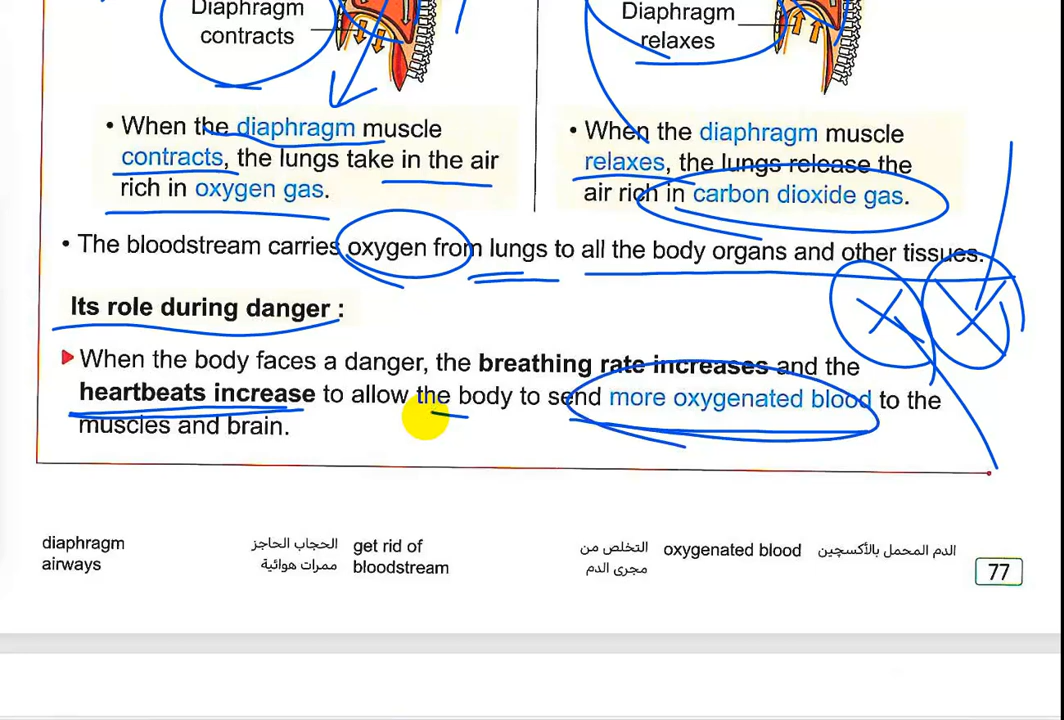 Diaphragm
contracts
Diaphragm
relaxes
• When the diaphragm muscle
contracts, the lungs take in the air
rich in oxygen gas.
• When the diaphragm muscle
relaxes, the lungs release the
air rich in carbon dioxide gas.
• The bloodstream carries oxygen from lungs to all the body organs and other tissues.
Its role during danger :
When the body faces a danger, the breathing rate increases and the
heartbeats increase to allow the body to send more oxygenated blood to the
muscles and brain.
diaphragm الحجاب الحاجز get rid of التخلص من oxygenated blood الدم المحمل بالأكسچين
airways ممرات هوائية bloodstream مجرى الدم
77